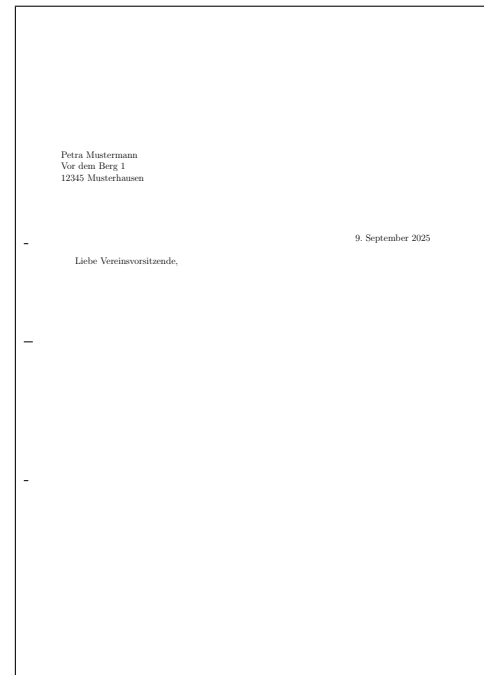 Petra Mustermann
Vor dem Berg 1
12345 Musterhausen
9. September 2025
Liebe Vereinsvorsitzende,